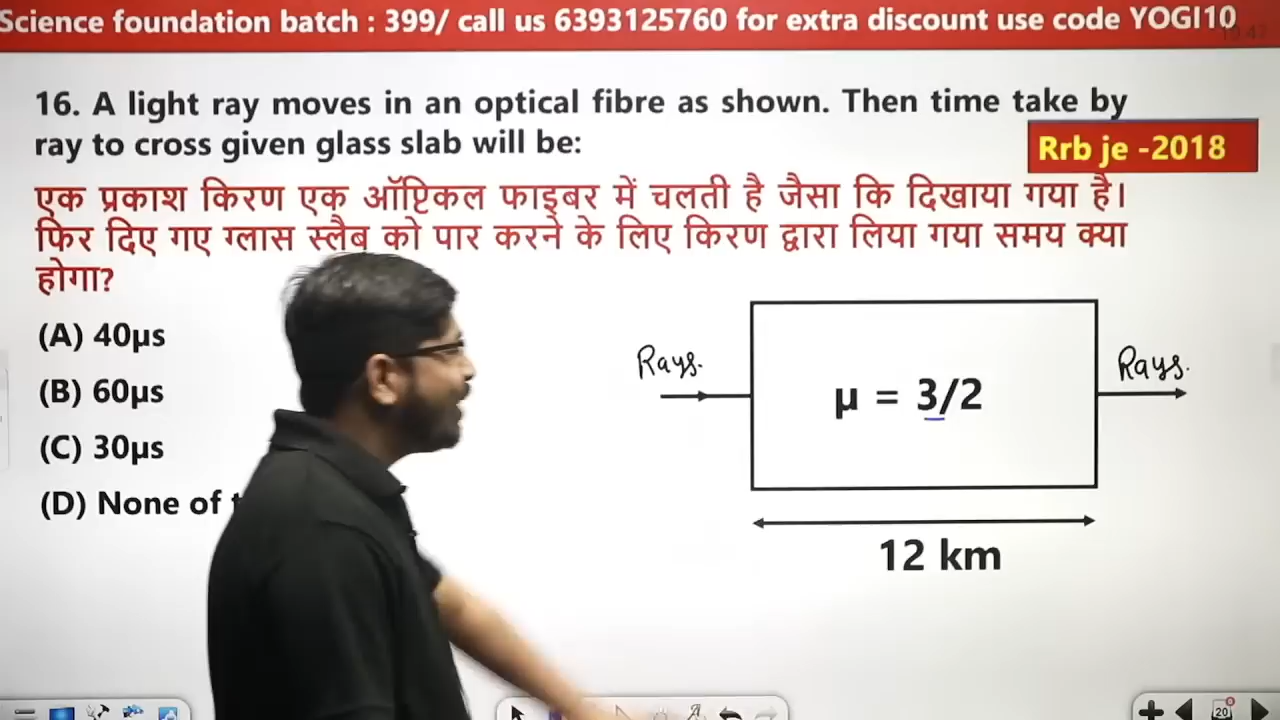 Science foundation batch : 399/ call us 6393125760 for extra discount use code YOGI10
16. A light ray moves in an optical fibre as shown. Then time take by
ray to cross given glass slab will be:
Rrb je -2018
एक प्रकाश किरण एक ऑप्टिकल फाइबर में चलती है जैसा कि दिखाया गया है।
फिर दिए गए ग्लास स्लैब को पार करने के लिए किरण द्वारा लिया गया समय क्या
होगा?
(A) 40μs
(B) 60μs
(C) 30μs
(D) None of
Rays.
μ = 3/2
Rays.
12 km
20